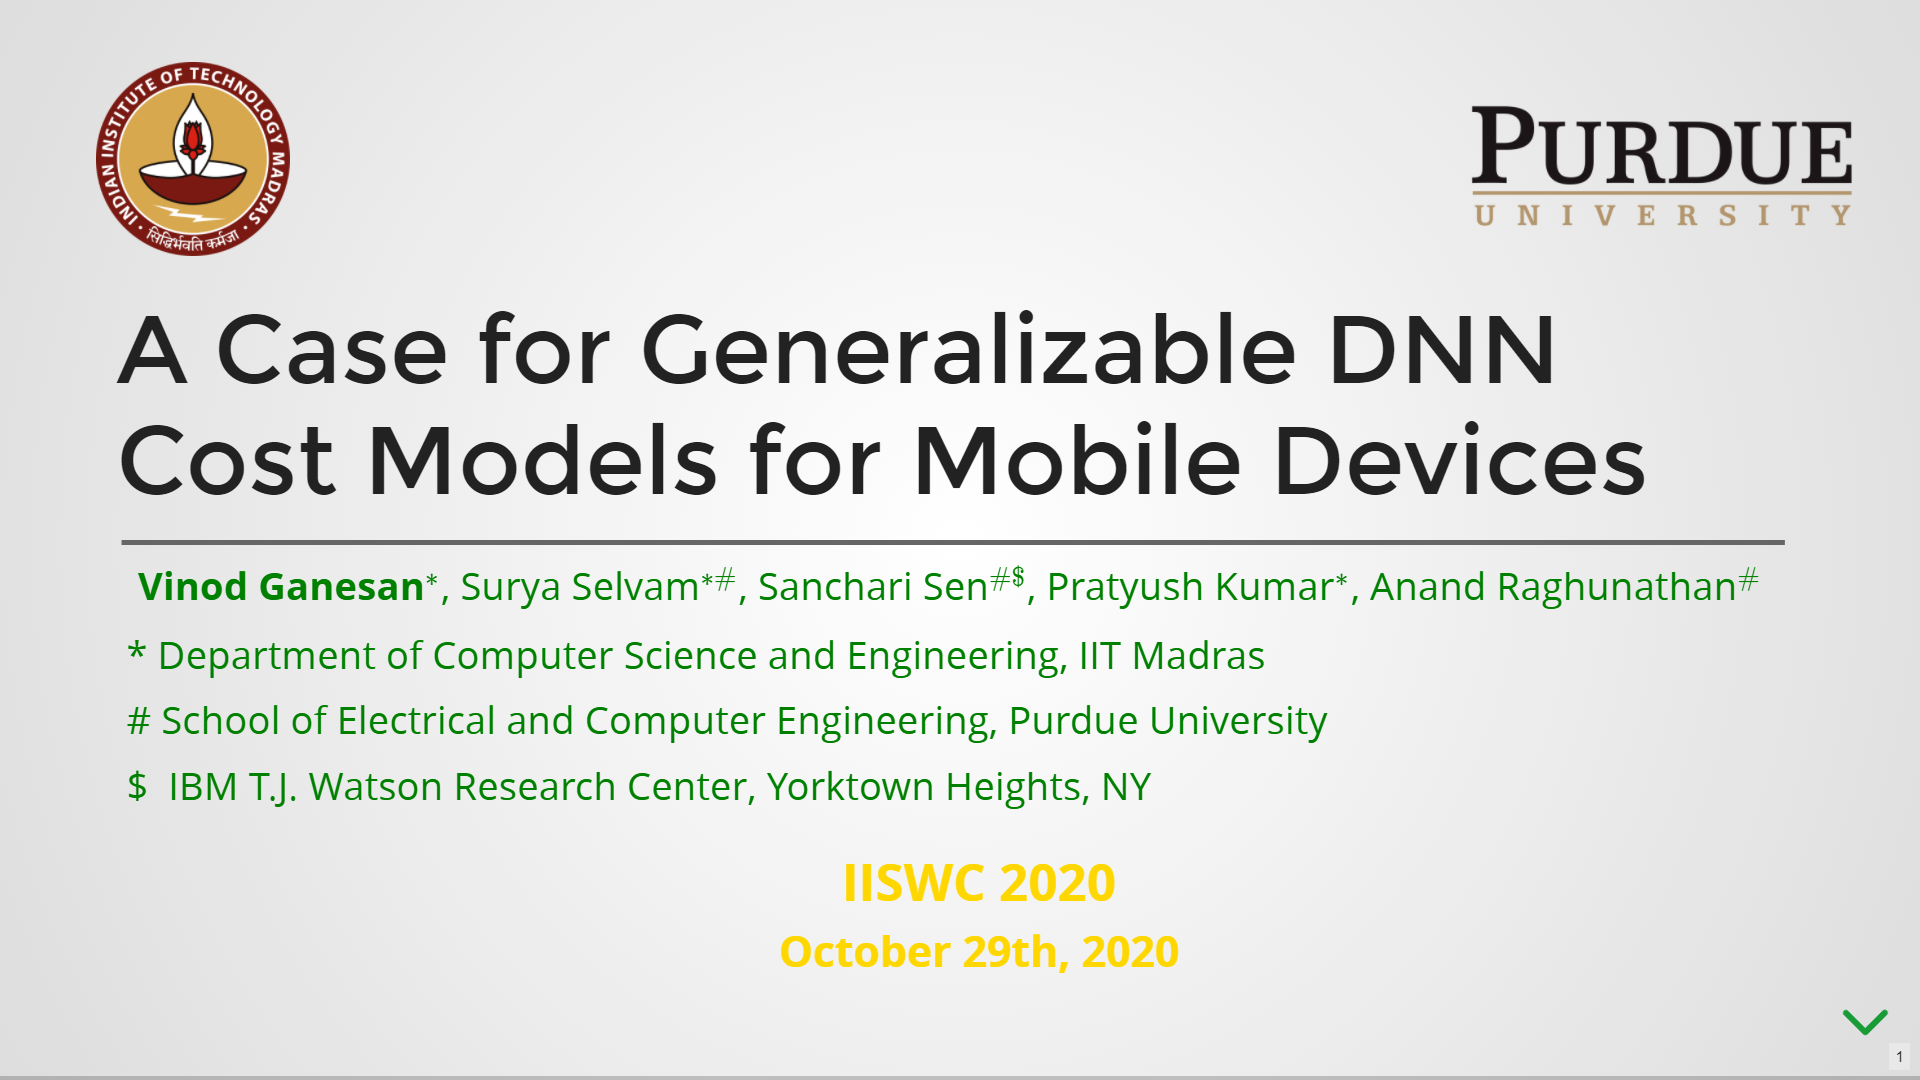 INDIAN INSTITUTE OF TECHNOLOGY MADRAS
सिद्धिर्भवति कर्मजा
PURDUE
UNIVERSITY
A Case for Generalizable DNN
Cost Models for Mobile Devices
Vinod Ganesan*, Surya Selvam*#, Sanchari Sen#$, Pratyush Kumar*, Anand Raghunathan#
* Department of Computer Science and Engineering, IIT Madras
# School of Electrical and Computer Engineering, Purdue University
$ IBM T.J. Watson Research Center, Yorktown Heights, NY
IISWC 2020
October 29th, 2020
1